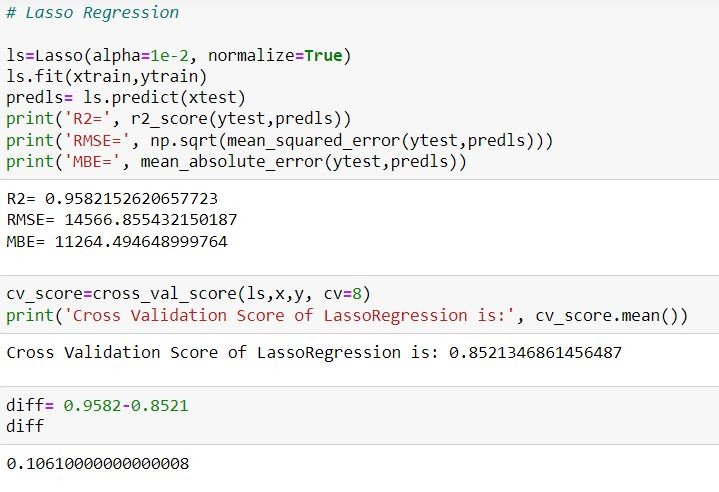 # Lasso Regression
ls=Lasso(alpha=1e-2, normalize=True)
ls.fit(xtrain,ytrain)
predls= ls.predict(xtest)
print('R2=', r2_score(ytest,predls))
print('RMSE=', np.sqrt(mean_squared_error(ytest,predls)))
print('MBE=', mean_absolute_error(ytest,predls))
R2= 0.9582152620657723
RMSE= 14566.855432150187
MBE= 11264.494648999764
cv_score=cross_val_score(ls,x,y, cv=8)
print('Cross Validation Score of LassoRegression is:', cv_score.mean())
Cross Validation Score of LassoRegression is: 0.8521346861456487
diff= 0.9582-0.8521
diff
0.10610000000000008